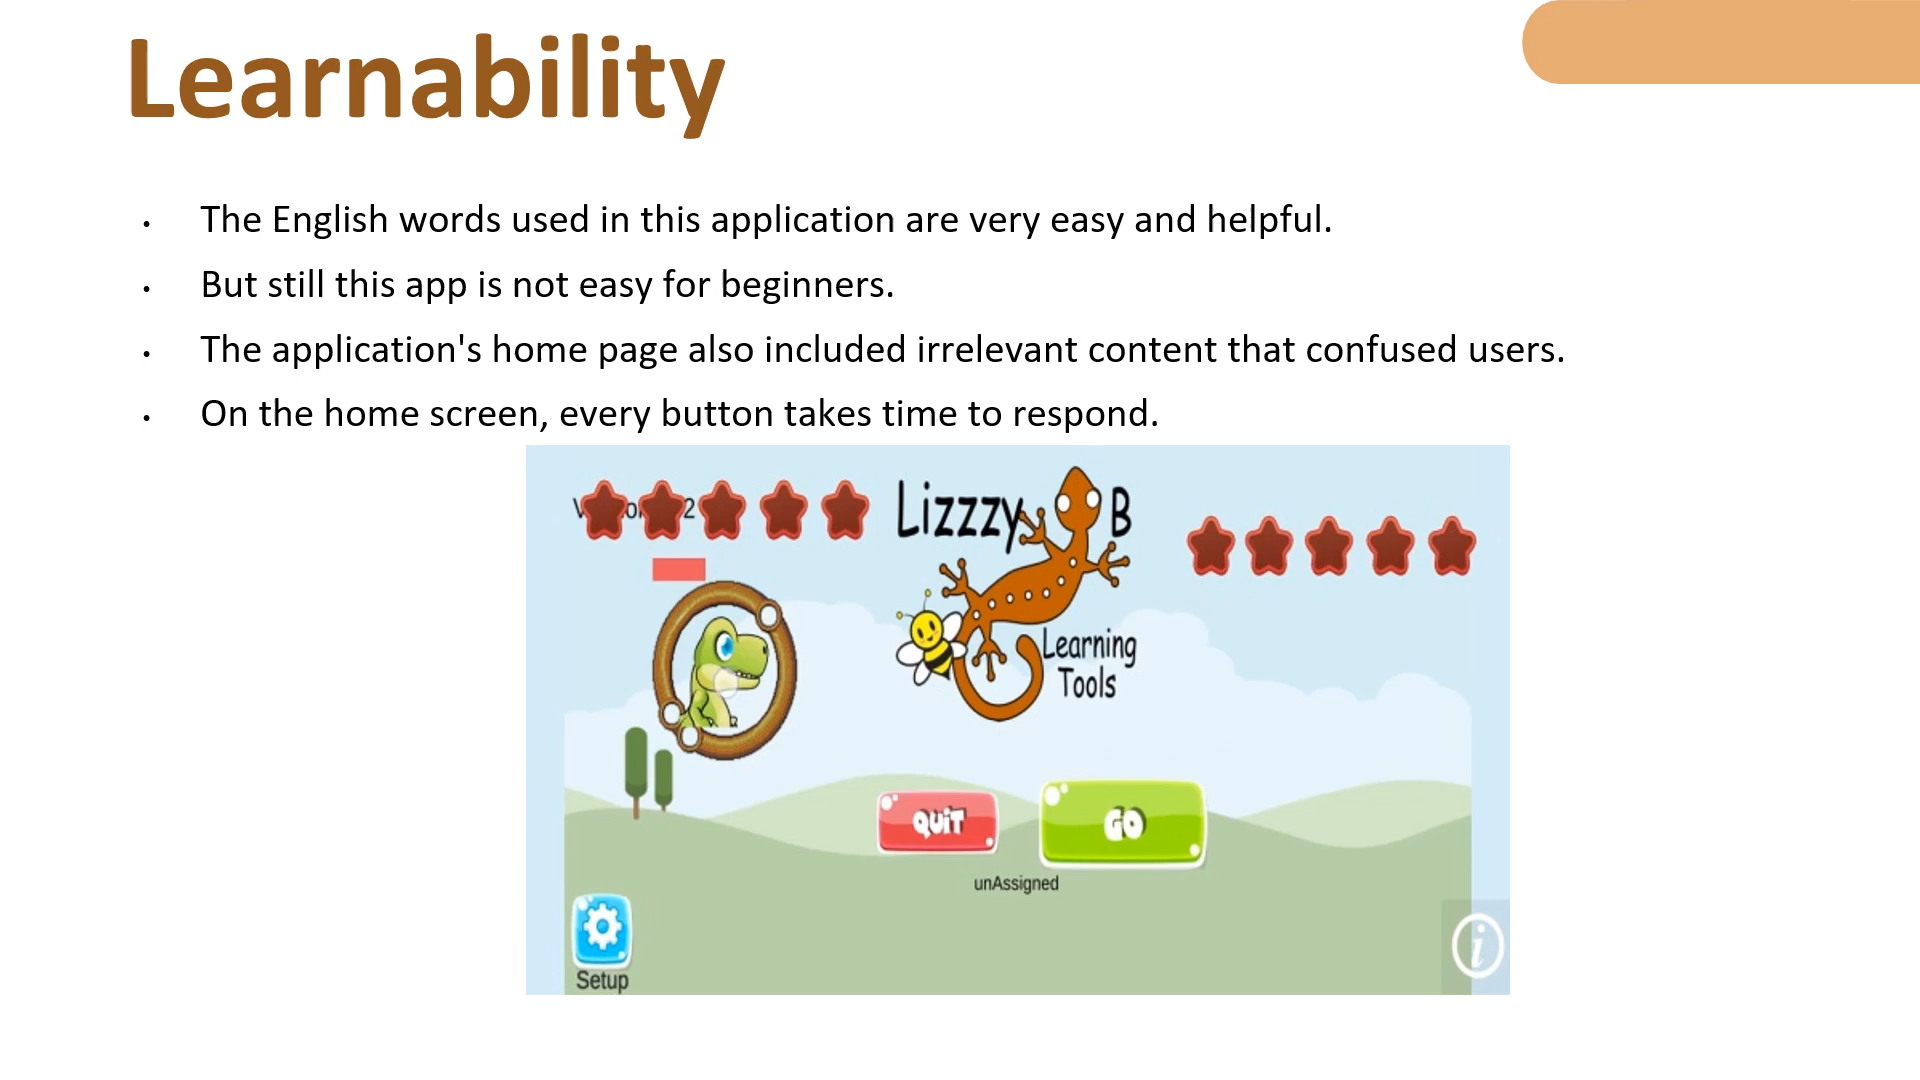 Learnability
• The English words used in this application are very easy and helpful.
• But still this app is not easy for beginners.
• The application's home page also included irrelevant content that confused users.
• On the home screen, every button takes time to respond.
2
Lizzzy B
Learning
Tools
QUiT
GO
unAssigned
Setup
i